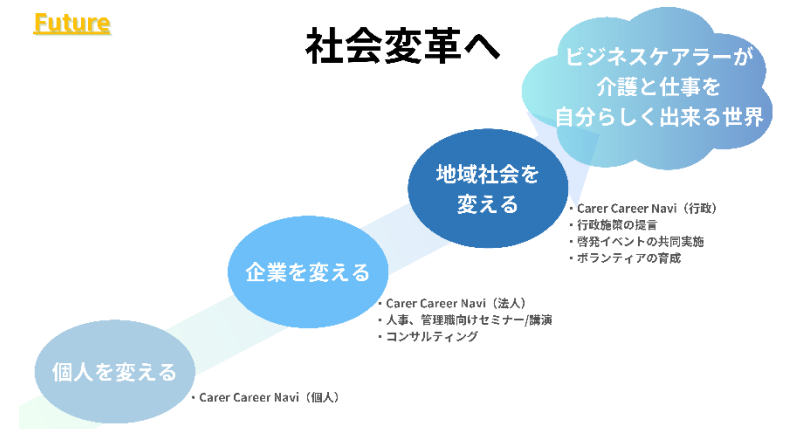 Future
社会変革へ
ビジネスケアラーが
介護と仕事を
自分らしく出来る世界
地域社会を
変える
・Carer Career Navi（行政）
・行政施策の提言
・啓発イベントの共同実施
・ボランティアの育成
企業を変える
・Carer Career Navi（法人）
・人事、管理職向けセミナー/講演
・コンサルティング
個人を変える
・Carer Career Navi（個人）